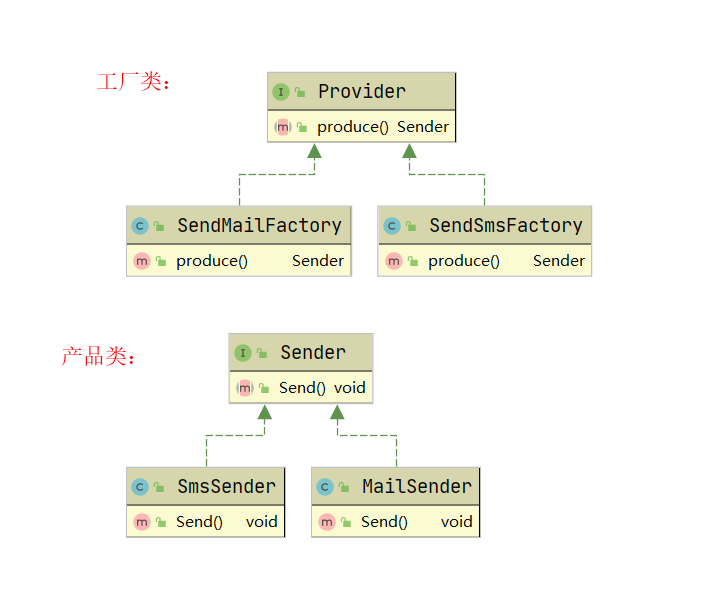 工厂类：
I Provider
m produce() Sender
C SendMailFactory
m produce() Sender
C SendSmsFactory
m produce() Sender
产品类：
I Sender
m Send() void
C SmsSender
m Send() void
C MailSender
m Send() void